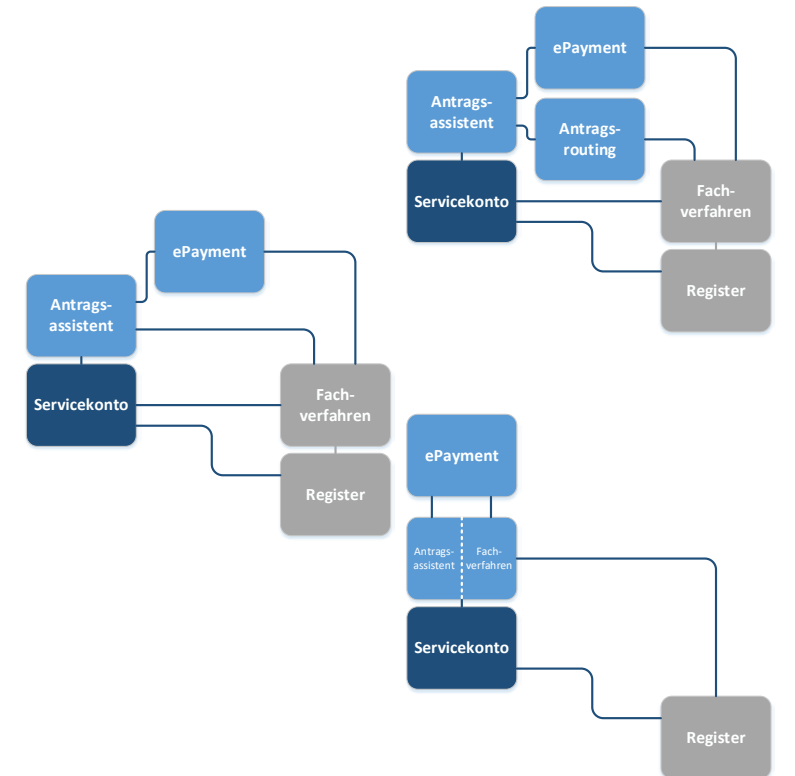 ePayment
Antrags-
assistent
Antrags-
routing
Servicekonto
Fach-
verfahren
Register
ePayment
Antrags-
assistent
Servicekonto
Fach-
verfahren
Register
ePayment
Antrags-
assistent
Fach-
verfahren
Servicekonto
Register